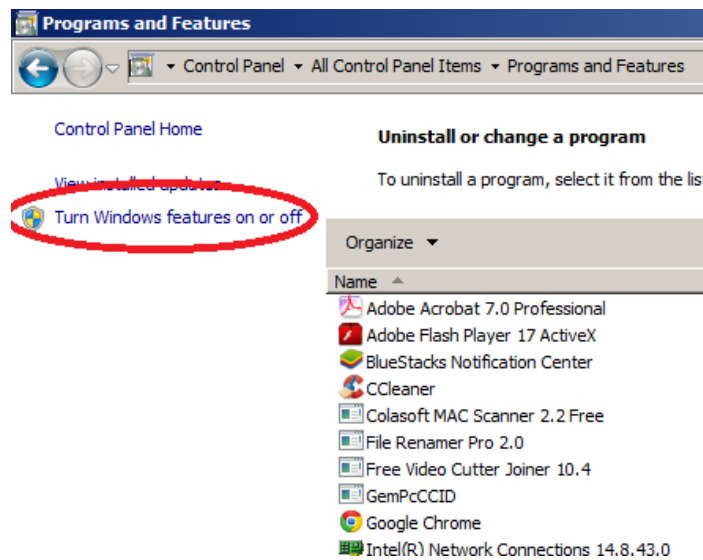 Programs and Features
Control Panel All Control Panel Items Programs and Features
Control Panel Home
View installed updates
Turn Windows features on or off
Uninstall or change a program
To uninstall a program, select it from the lis
Organize
Name
Adobe Acrobat 7.0 Professional
Adobe Flash Player 17 ActiveX
BlueStacks Notification Center
CCleaner
Colasoft MAC Scanner 2.2 Free
File Renamer Pro 2.0
Free Video Cutter Joiner 10.4
GemPcCCID
Google Chrome
Intel(R) Network Connections 14.8.43.0